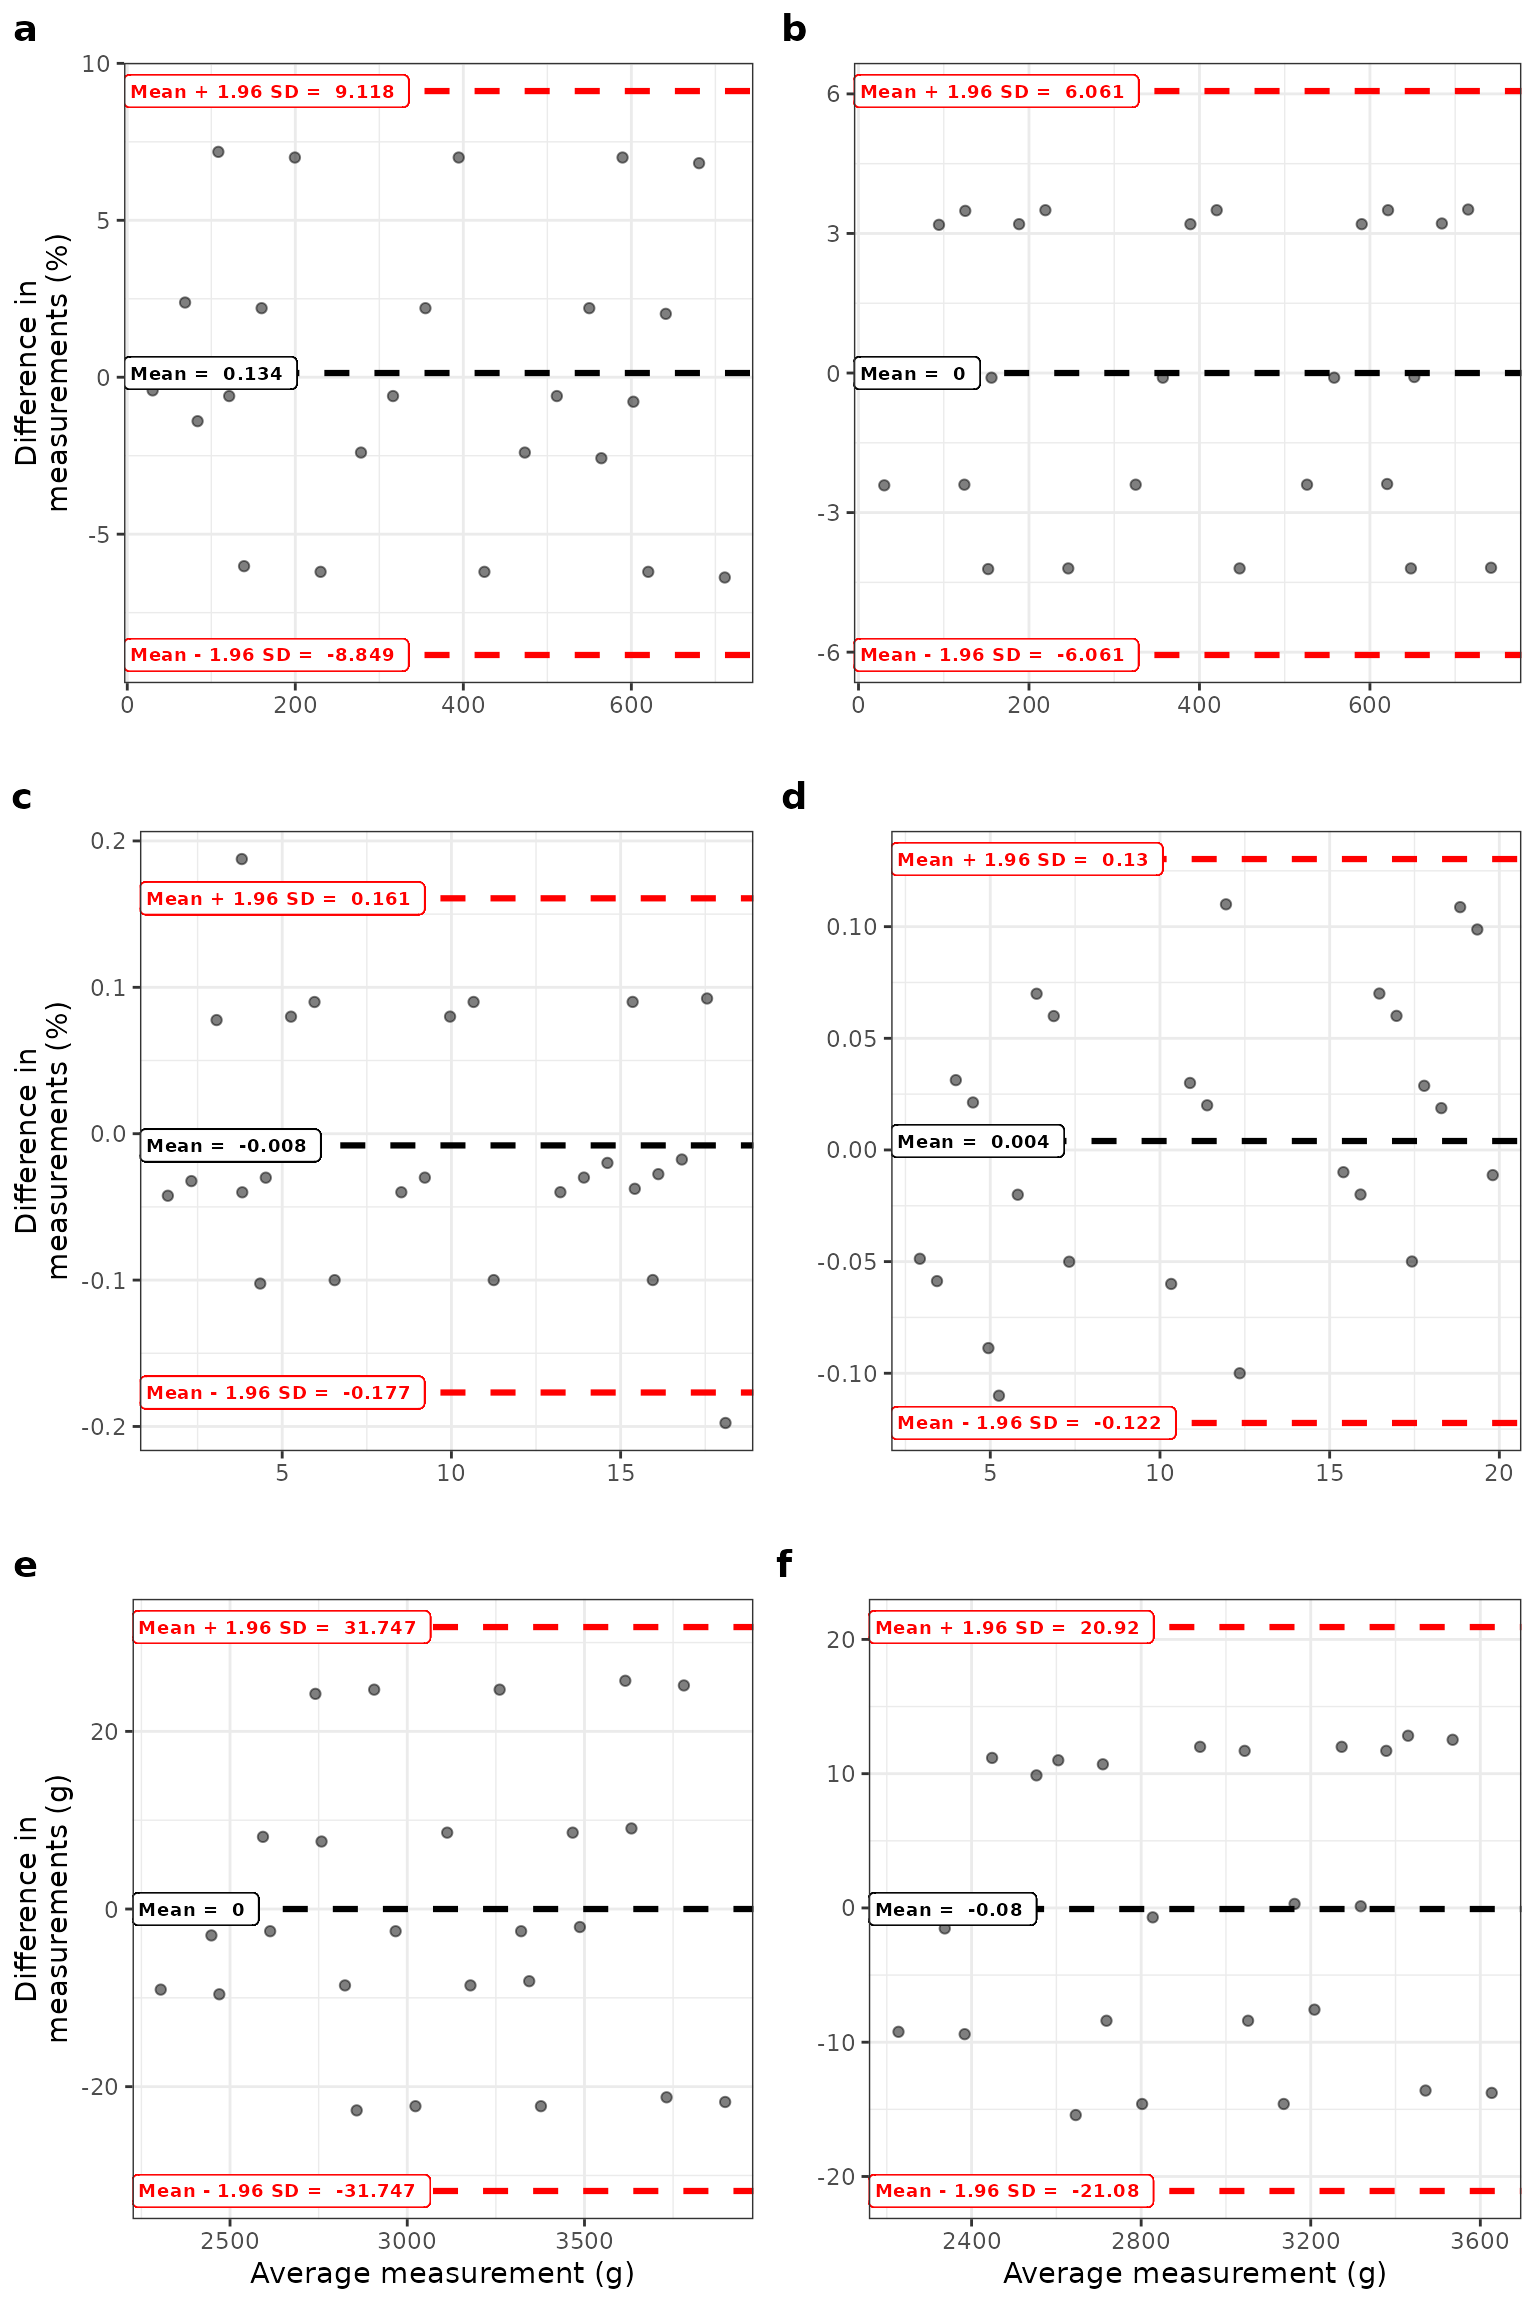 a
b
10
5
0
-5
Difference in
measurements (%)
Mean + 1.96 SD = 9.118
Mean = 0.134
Mean - 1.96 SD = -8.849
0 200 400 600
6
3
0
-3
-6
Mean + 1.96 SD = 6.061
Mean = 0
Mean - 1.96 SD = -6.061
0 200 400 600
c
d
0.2
0.1
0.0
-0.1
-0.2
Difference in
measurements (%)
Mean + 1.96 SD = 0.161
Mean = -0.008
Mean - 1.96 SD = -0.177
5 10 15
0.10
0.05
0.00
-0.05
-0.10
Mean + 1.96 SD = 0.13
Mean = 0.004
Mean - 1.96 SD = -0.122
5 10 15 20
e
f
20
0
-20
Difference in
measurements (g)
Mean + 1.96 SD = 31.747
Mean = 0
Mean - 1.96 SD = -31.747
2500 3000 3500
Average measurement (g)
20
10
0
-10
-20
Mean + 1.96 SD = 20.92
Mean = -0.08
Mean - 1.96 SD = -21.08
2400 2800 3200 3600
Average measurement (g)